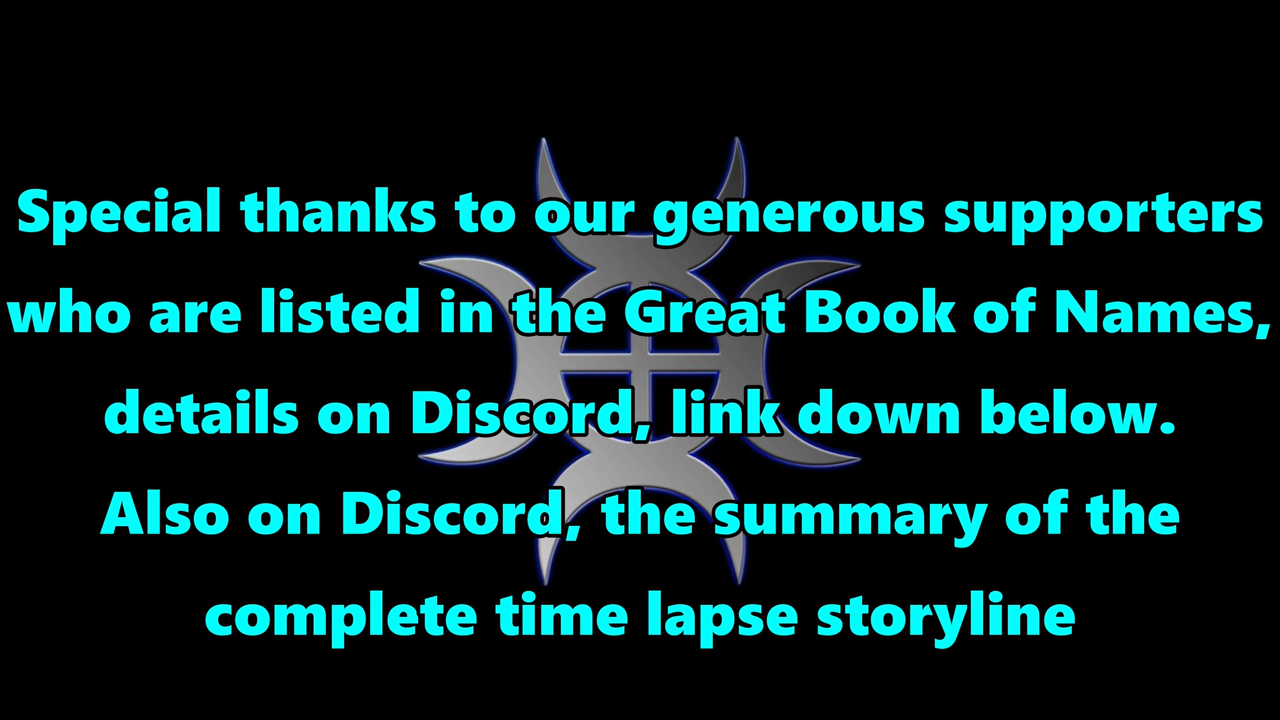 Special thanks to our generous supporters
who are listed in the Great Book of Names,
details on Discord, link down below.
Also on Discord, the summary of the
complete time lapse storyline